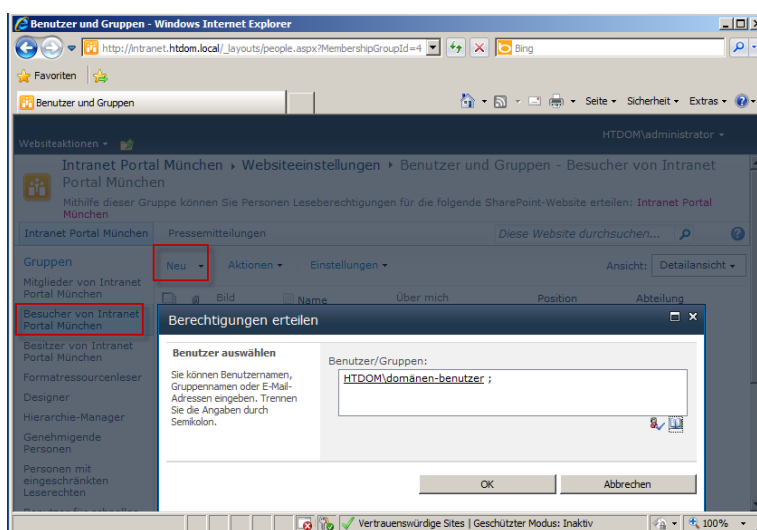 Benutzer und Gruppen - Windows Internet Explorer
http://intranet.htdom.local/_layouts/people.aspx?MembershipGroupId=4
Bing
Favoriten
Benutzer und Gruppen
Seite
Sicherheit
Extras
Websiteaktionen
HTDOM\administrator
Intranet Portal München
Websiteeinstellungen
Benutzer und Gruppen - Besucher von Intranet
Portal München
Mithilfe dieser Gruppe können Sie Personen Leseberechtigungen für die folgende SharePoint-Website erteilen: Intranet Portal
München
Intranet Portal München
Pressemitteilungen
Diese Website durchsuchen...
Gruppen
Mitglieder von Intranet
Portal München
Besucher von Intranet
Portal München
Besitzer von Intranet
Portal München
Formatressourcenleser
Designer
Hierarchie-Manager
Genehmigende
Personen
Personen mit
eingeschränkten
Leserechten
Neu
Aktionen
Einstellungen
Ansicht: Detailansicht
Bild
Name
Über mich
Position
Abteilung
Berechtigungen erteilen
Benutzer auswählen
Sie können Benutzernamen,
Gruppennamen oder E-Mail-
Adressen eingeben. Trennen
Sie die Angaben durch
Semikolon.
Benutzer/Gruppen:
HTDOM\domänen-benutzer ;
OK
Abbrechen
Vertrauenswürdige Sites | Geschützter Modus: Inaktiv
100%